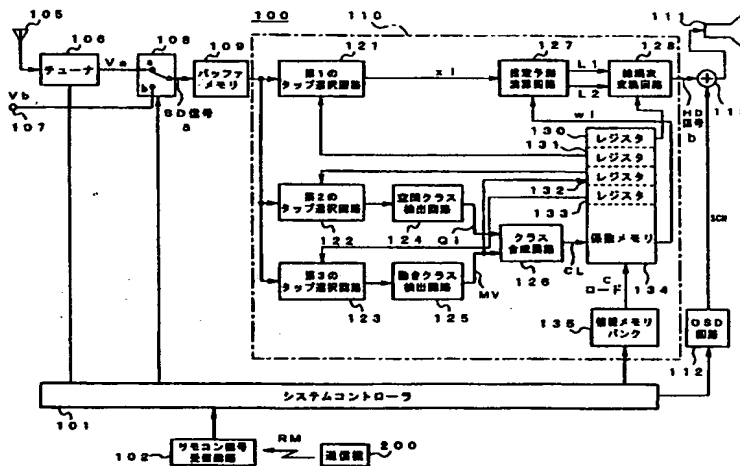 100
110
105
106
チューナ
Va
108
a
b
109
バッファ
メモリ
SD信号
a
Vb
107
121
第1の
タップ選択回路
xi
127
推定予測
演算回路
L1
L2
128
線順次
変換回路
HD信号
b
111
wi
130
131
132
133
レジスタ
レジスタ
レジスタ
レジスタ
係数メモリ
134
第2の
タップ選択回路
122
空間クラス
検出回路
124
Qi
クラス
合成回路
126
CL
第3の
タップ選択回路
123
動きクラス
検出回路
125
MV
C
ロード
135
情報メモリ
バンク
SCH
OSD
回路
112
システムコントローラ
101
リモコン信号
受信回路
102
RM
送信機
200